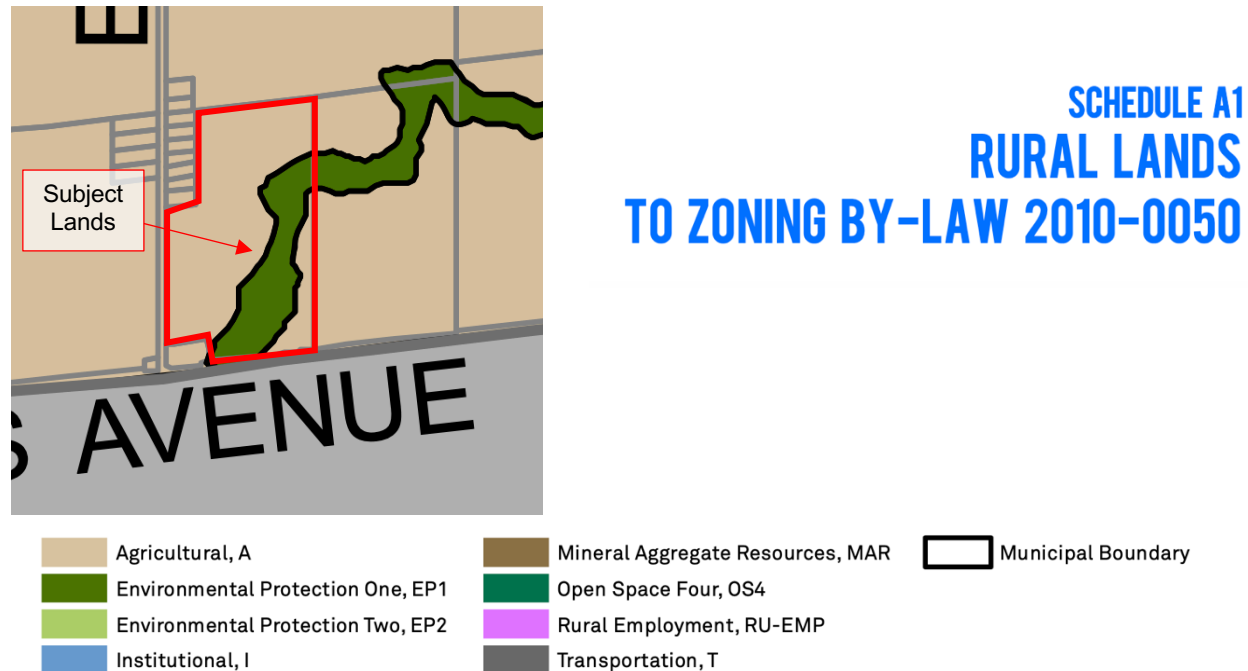 E
SCHEDULE A1
RURAL LANDS
TO ZONING BY-LAW 2010-0050
Subject
Lands
S AVENUE
Agricultural, A
Environmental Protection One, EP1
Environmental Protection Two, EP2
Institutional, I
Mineral Aggregate Resources, MAR
Open Space Four, OS4
Rural Employment, RU-EMP
Transportation, T
Municipal Boundary